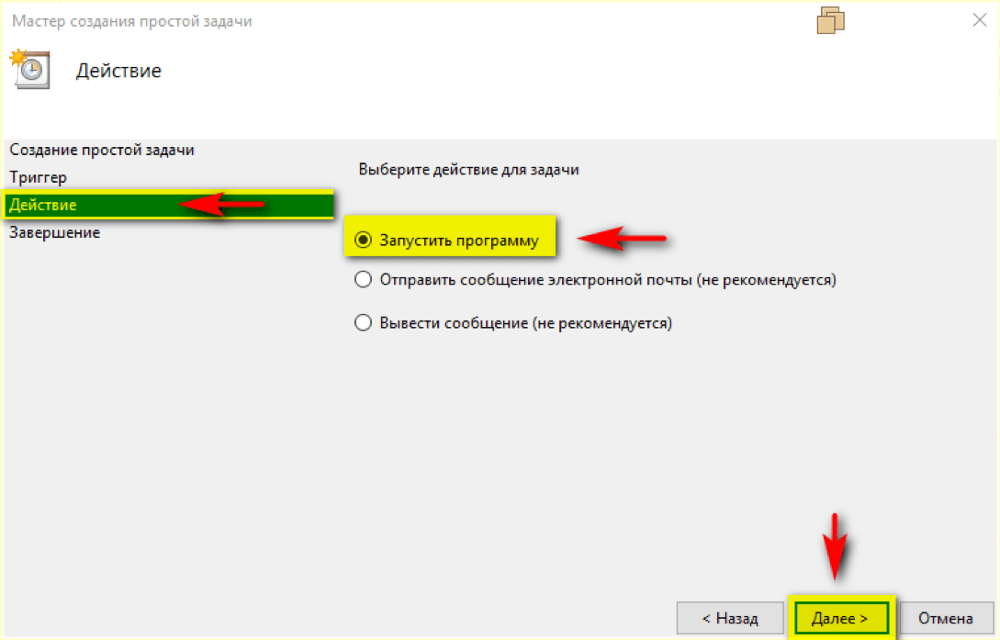 Мастер создания простой задачи
Действие
Создание простой задачи
Триггер
Действие
Завершение
Выберите действие для задачи
Запустить программу
Отправить сообщение электронной почты (не рекомендуется)
Вывести сообщение (не рекомендуется)
< Назад
Далее >
Отмена